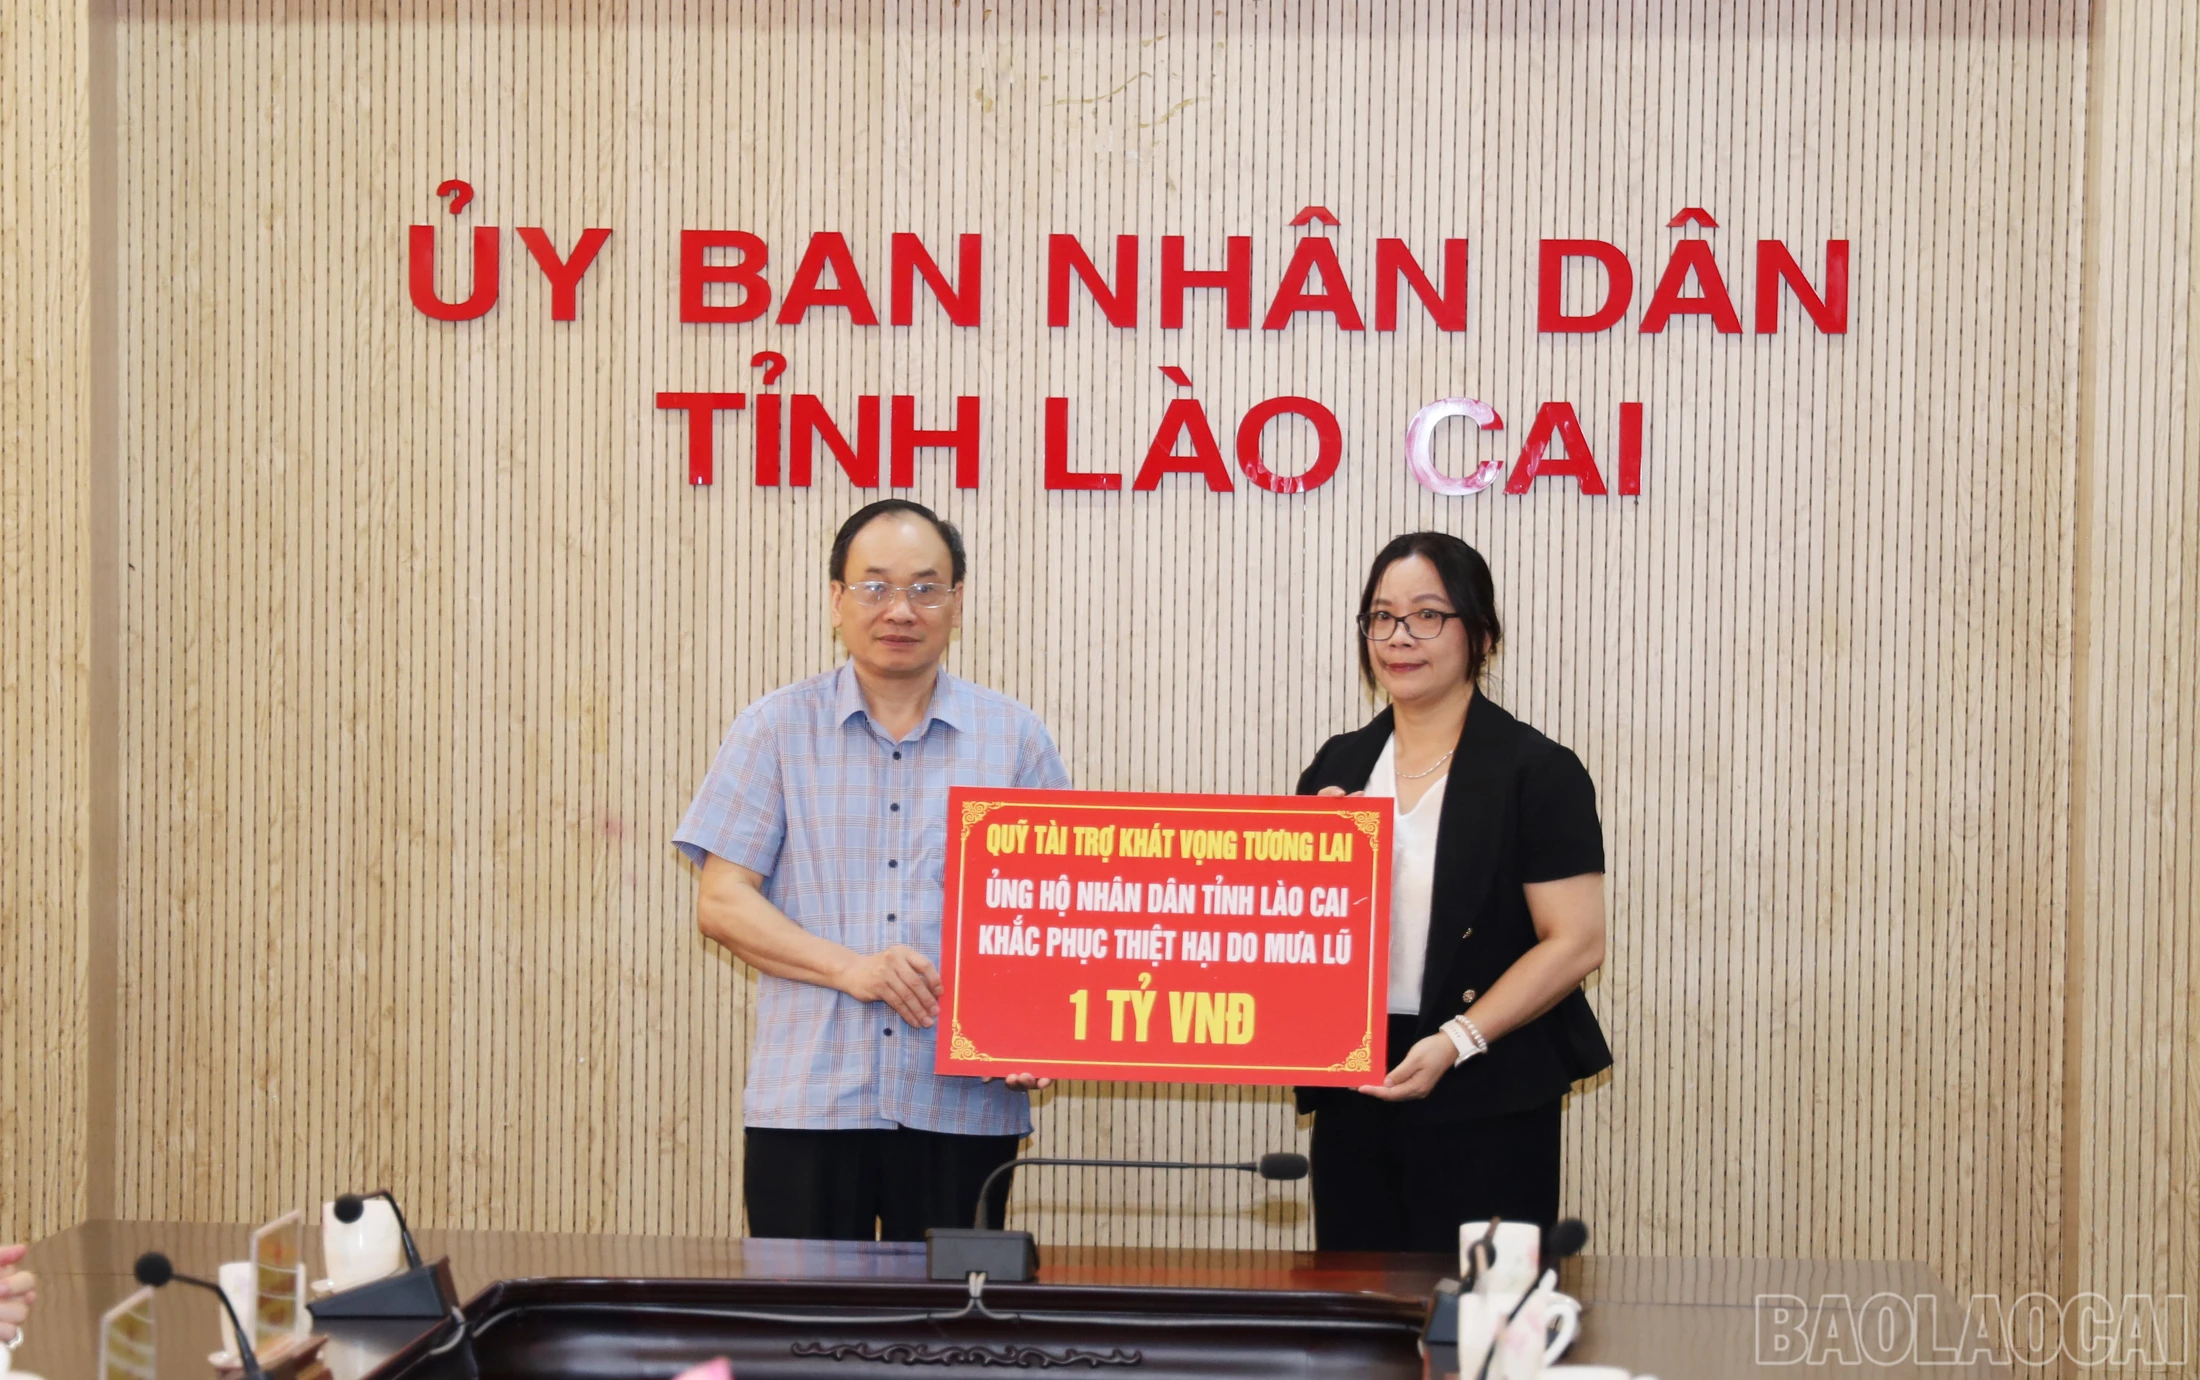 ỦY BAN NHÂN DÂN
TỈNH LÀO CAI
QUỸ TÀI TRỢ KHÁT VỌNG TƯƠNG LAI
ỦNG HỘ NHÂN DÂN TỈNH LÀO CAI
KHẮC PHỤC THIỆT HẠI DO MƯA LŨ
1 TỶ VNĐ
BAOLAOCAI